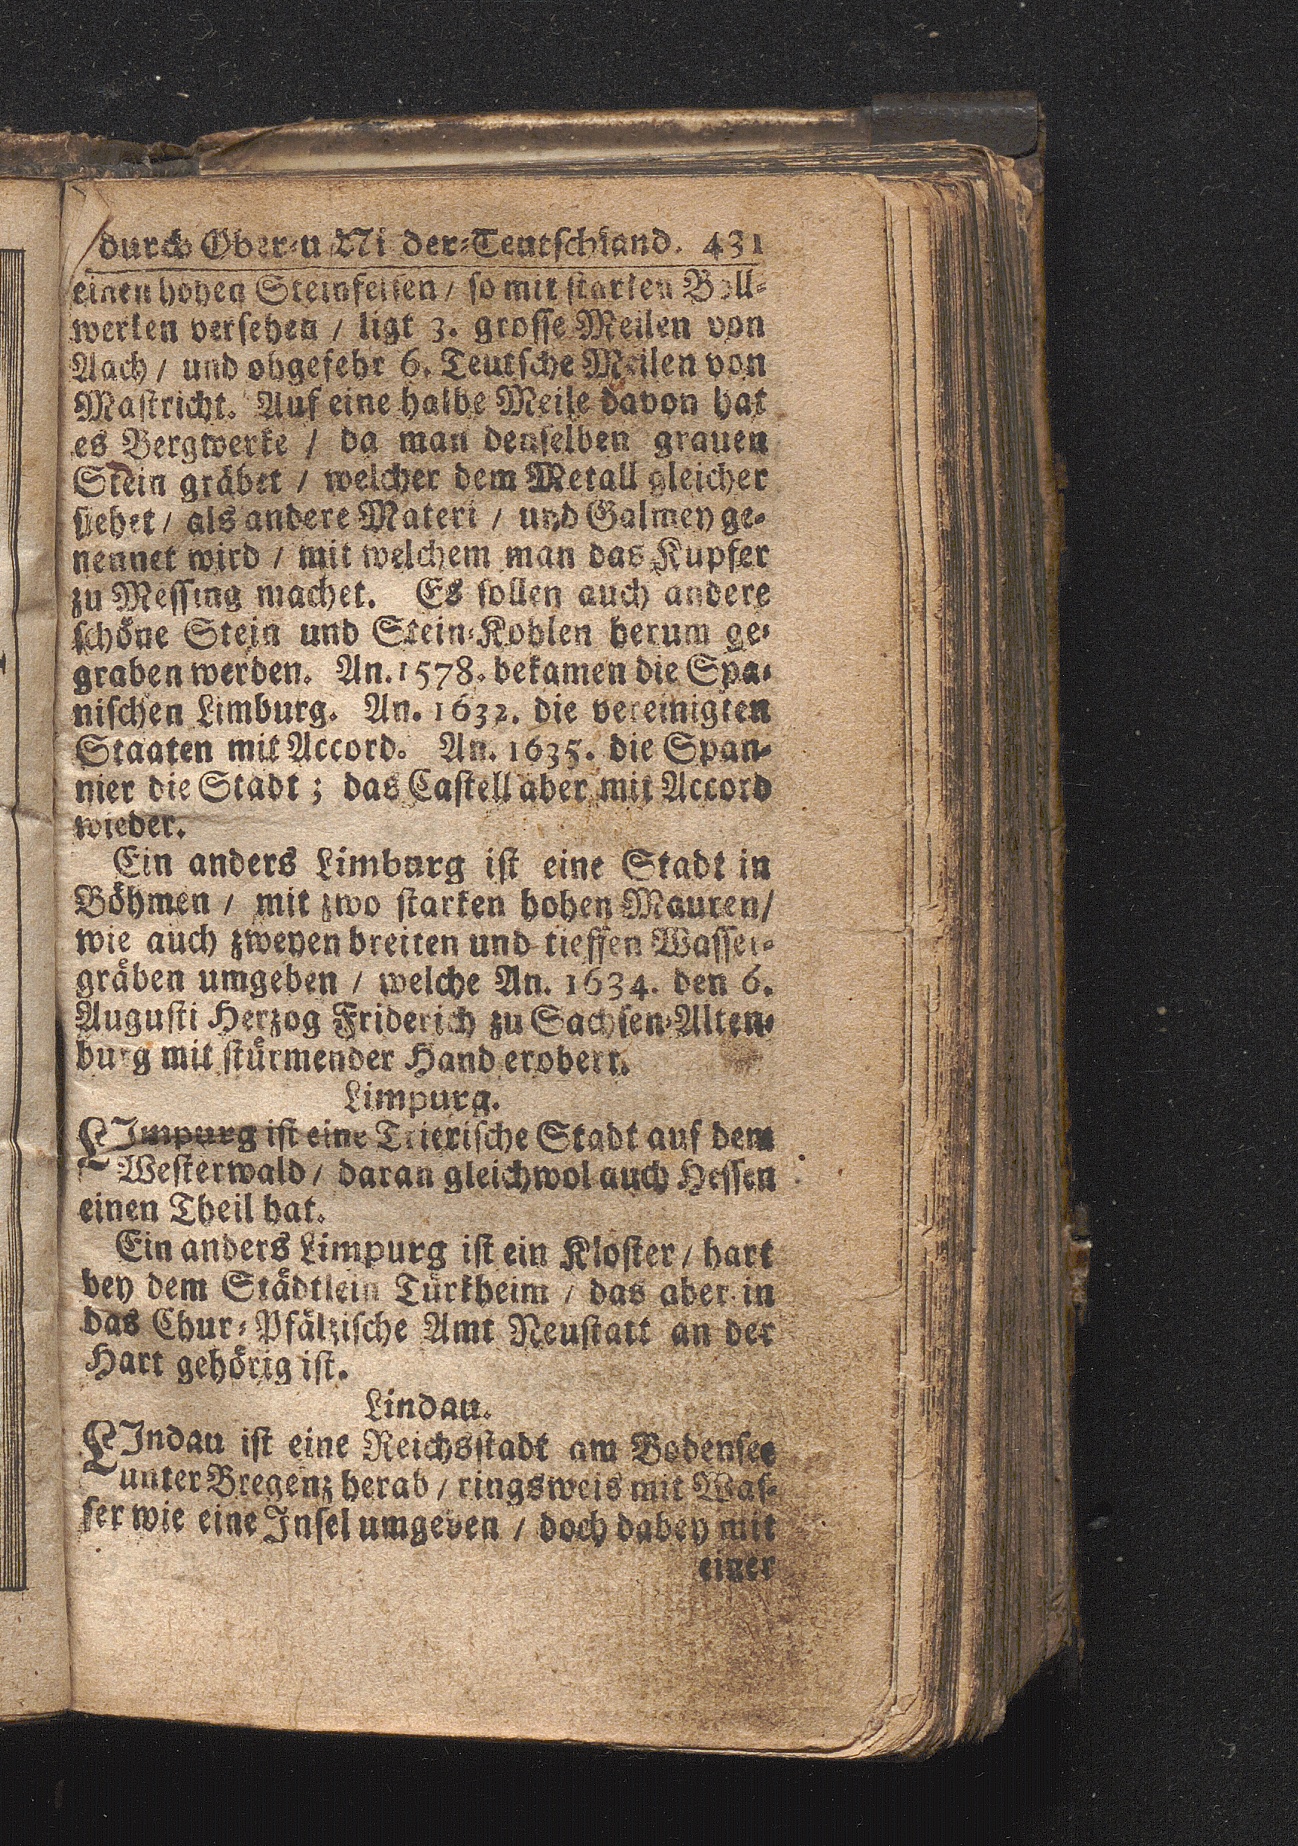 durch Ober-u Ni der-Teutschland. 431
einen hohen Steinfelsen / so mit starken Boll-
werken versehen / ligt 3. grosse Meilen von
Aach / und ohgefehr 6. Teutsche Meilen von
Mastricht. Auf eine halbe Meile davon hat
es Bergwerke / da man denselben grauen
Stein gräbet / welcher dem Metall gleicher
siehet / als andere Materi / und Galmey ge-
nennet wird / mit welchem man das Kupfer
zu Messing machet. Es sollen auch andere
schöne Stein und Stein-Kohlen herum ge-
graben werden. An. 1578. bekamen die Spa-
nischen Limburg. An. 1632. die vereinigten
Staaten mit Accord. An. 1635. die Span-
nier die Stadt; das Castell aber mit Accord
wieder.
Ein anders Limburg ist eine Stadt in
Böhmen / mit zwo starken hohen Mauren /
wie auch zweyen breiten und tieffen Wasser-
gräben umgeben / welche An. 1634. den 6.
Augusti Herzog Friderich zu Sachsen-Alten-
burg mit stürmender Hand erobert.
Limpurg.
LImpurg ist eine Trierische Stadt auf dem
Westerwald / daran gleichwol auch Hessen
einen Theil hat.
Ein anders Limpurg ist ein Kloster / hart
bey dem Städtlein Türkheim / das aber in
das Chur-Pfälzische Amt Neustatt an der
Hart gehörig ist.
Lindau.
LIndau ist eine Reichsstadt am Bodensee
unter Bregenz herab / ringsweis mit Was-
ser wie eine Insel umgeben / doch dabey mit
einer